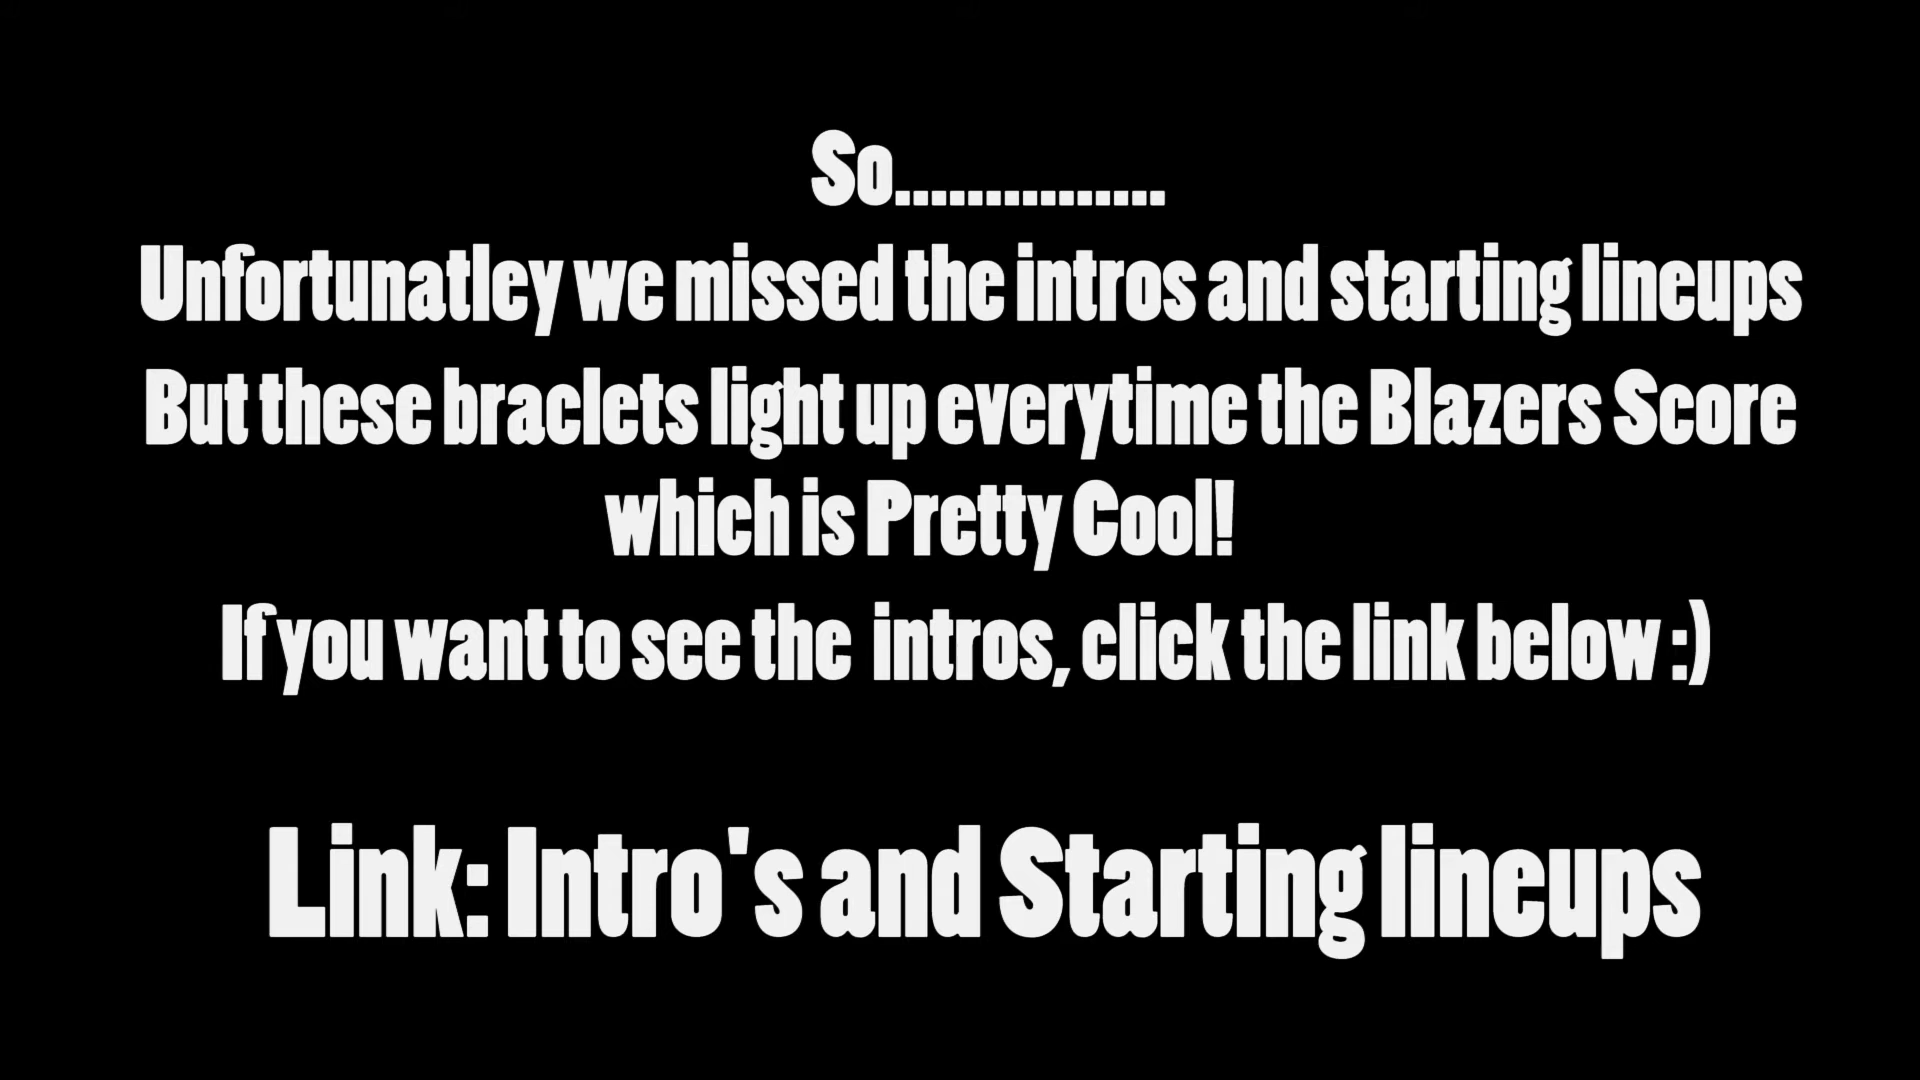 So...............
Unfortunatley we missed the intros and starting lineups
But these braclets light up everytime the Blazers Score
which is Pretty Cool!
If you want to see the  intros, click the link below :)
Link: Intro's and Starting lineups